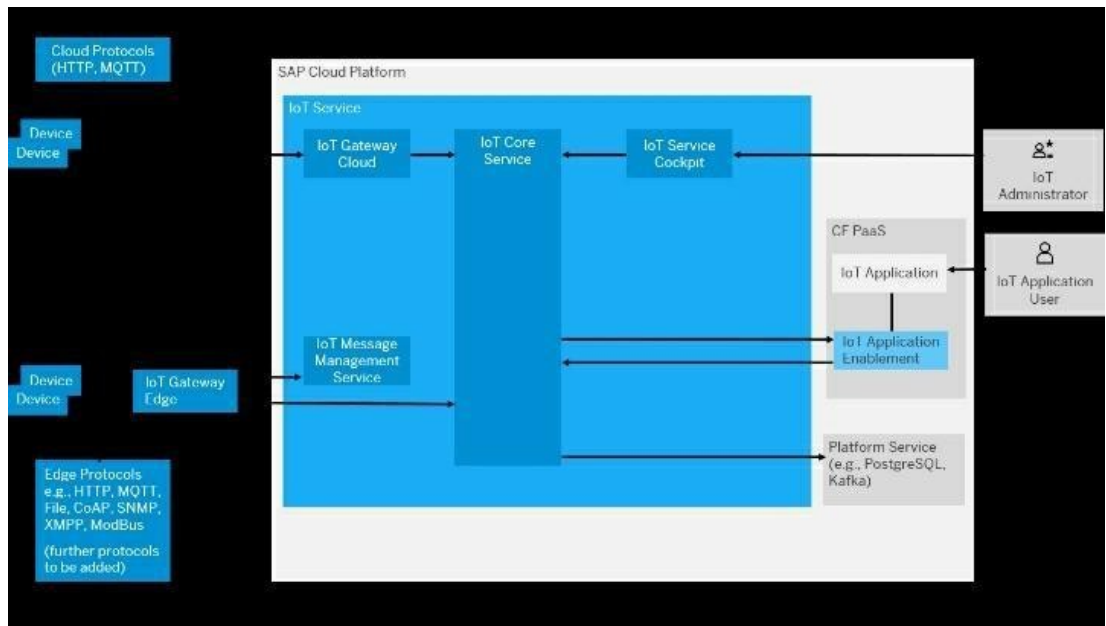 Cloud Protocols
(HTTP, MQTT)
SAP Cloud Platform
IoT Service
Device
Device
IoT Gateway
Cloud
IoT Core
Service
IoT Service
Cockpit
IoT
Administrator
CF PaaS
IoT Application
IoT Application
User
IoT Message
Management
Service
IoT Application
Enablement
Device
Device
IoT Gateway
Edge
Platform Service
(e.g., PostgreSQL,
Kafka)
Edge Protocols
e.g., HTTP, MQTT,
File, CoAP, SNMP,
XMPP, ModBus
(further protocols
to be added)